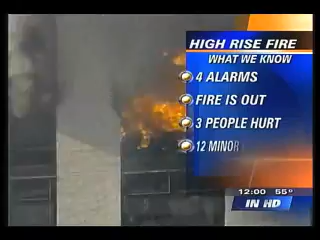 HIGH RISE FIRE
WHAT WE KNOW
4 ALARMS
FIRE IS OUT
3 PEOPLE HURT
12 MINOR
12:00 55°
IN HD